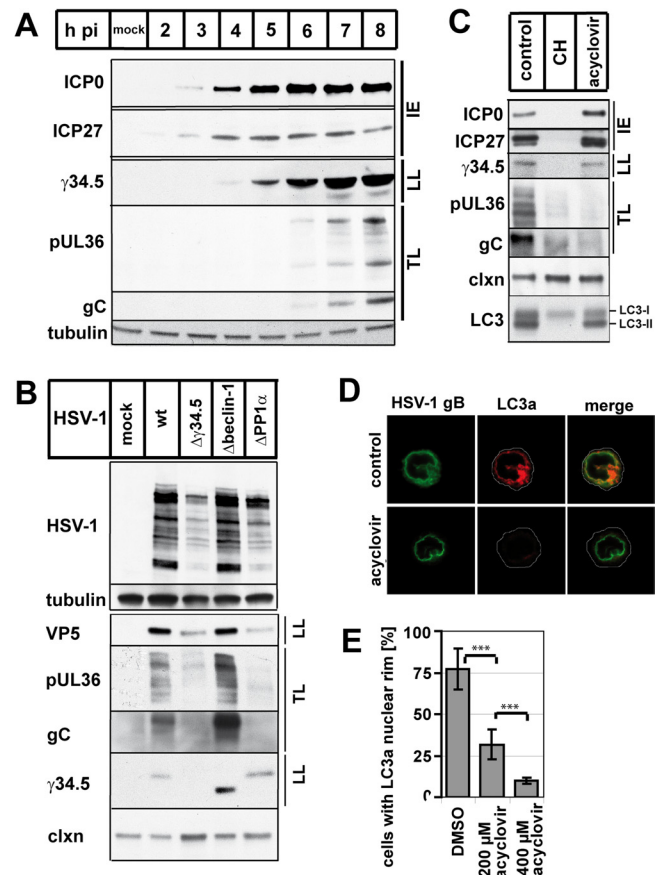 A
h pi mock 2 3 4 5 6 7 8
ICP0
ICP27
IE
γ34.5
LL
pUL36
gC
TL
tubulin
B
HSV-1 mock wt Δγ34.5 Δbeclin-1 ΔPP1α
HSV-1
tubulin
VP5
LL
pUL36
gC
TL
γ34.5
LL
clxn
C
control CH acyclovir
ICP0
ICP27
IE
γ34.5
LL
pUL36
gC
TL
clxn
LC3
LC3-I
LC3-II
D
HSV-1 gB LC3a merge
control
acyclovir
E
cells with LC3a nuclear rim [%]
100
75
50
25
***
***
DMSO
200 µM
acyclovir
400 µM
acyclovir